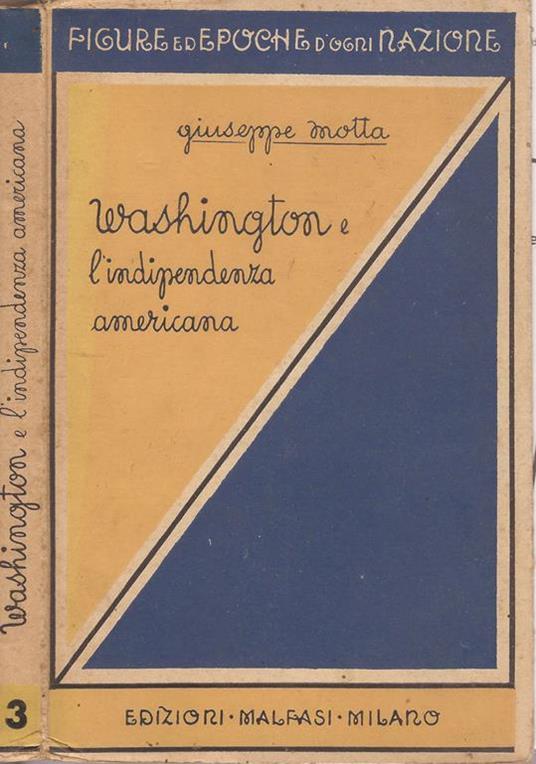 FIGURE ED EPOCHE D'OGNI NAZIONE
giuseppe motta
Washington e
l'indipendenza
americana
EDIZIONI · MALFASI · MILANO
Washington e l'indipendenza americana
3